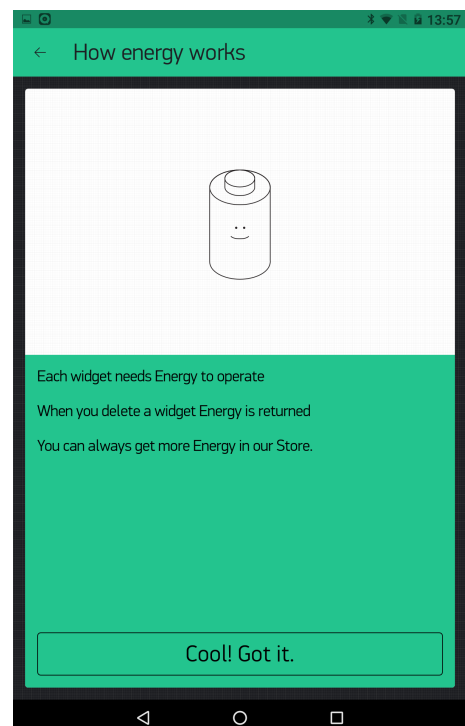 13:57
How energy works
Each widget needs Energy to operate
When you delete a widget Energy is returned
You can always get more Energy in our Store.
Cool! Got it.